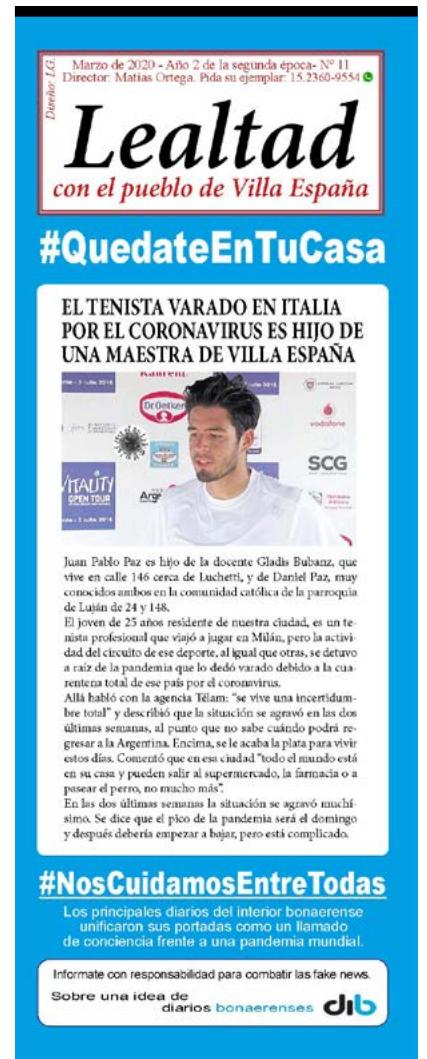 Diseño: LG.
Marzo de 2020 - Año 2 de la segunda época- Nº 11
Director: Matías Ortega. Pida su ejemplar: 15.2360-9554
Lealtad
con el pueblo de Villa España
#QuedateEnTuCasa
EL TENISTA VARADO EN ITALIA
POR EL CORONAVIRUS ES HIJO DE
UNA MAESTRA DE VILLA ESPAÑA
Dr.Oetker
vodafone
SCG
VITALITY
OPEN TOUR
Juan Pablo Paz es hijo de la docente Gladis Bubanz, que
vive en calle 146 cerca de Luchetti, y de Daniel Paz, muy
conocidos ambos en la comunidad católica de la parroquia
de Luján de 24 y 148.
El joven de 25 años residente de nuestra ciudad, es un te-
nista profesional que viajó a jugar en Milán, pero la activi-
dad del circuito de ese deporte, al igual que otras, se detuvo
a raíz de la pandemia que lo dedó varado debido a la cua-
rentena total de ese país por el coronavirus.
Allá habló con la agencia Télam: “se vive una incertidum-
bre total” y describió que la situación se agravó en las dos
últimas semanas, al punto que no sabe cuándo podrá re-
gresar a la Argentina. Encima, se le acaba la plata para vivir
estos días. Comentó que en esa ciudad “todo el mundo está
en su casa y pueden salir al supermercado, la farmacia o a
pasear el perro, no mucho más”.
En las dos últimas semanas la situación se agravó muchí-
simo. Se dice que el pico de la pandemia será el domingo
y después debería empezar a bajar, pero está complicado.
#NosCuidamosEntreTodas
Los principales diarios del interior bonaerense
unificaron sus portadas como un llamado
de conciencia frente a una pandemia mundial.
Informate con responsabilidad para combatir las fake news.
Sobre una idea de
diarios bonaerenses dib